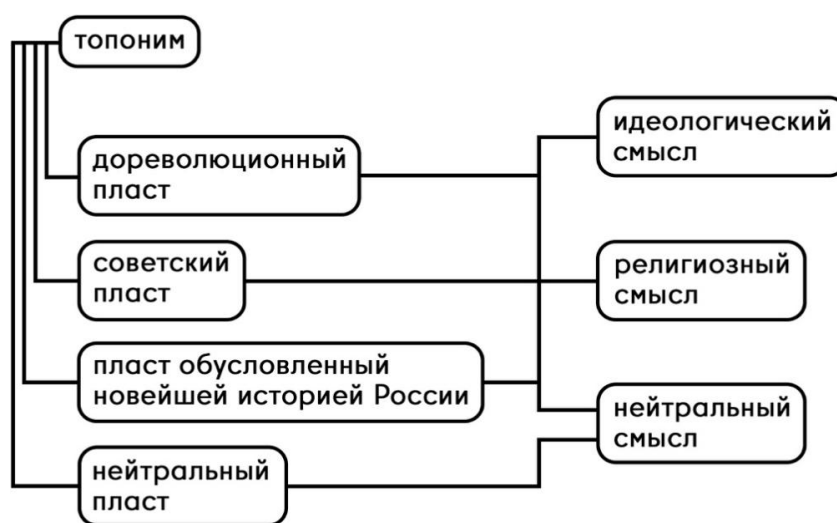 топоним
дореволюционный
пласт
советский
пласт
пласт обусловленный
новейшей историей России
нейтральный
пласт
идеологический
смысл
религиозный
смысл
нейтральный
смысл